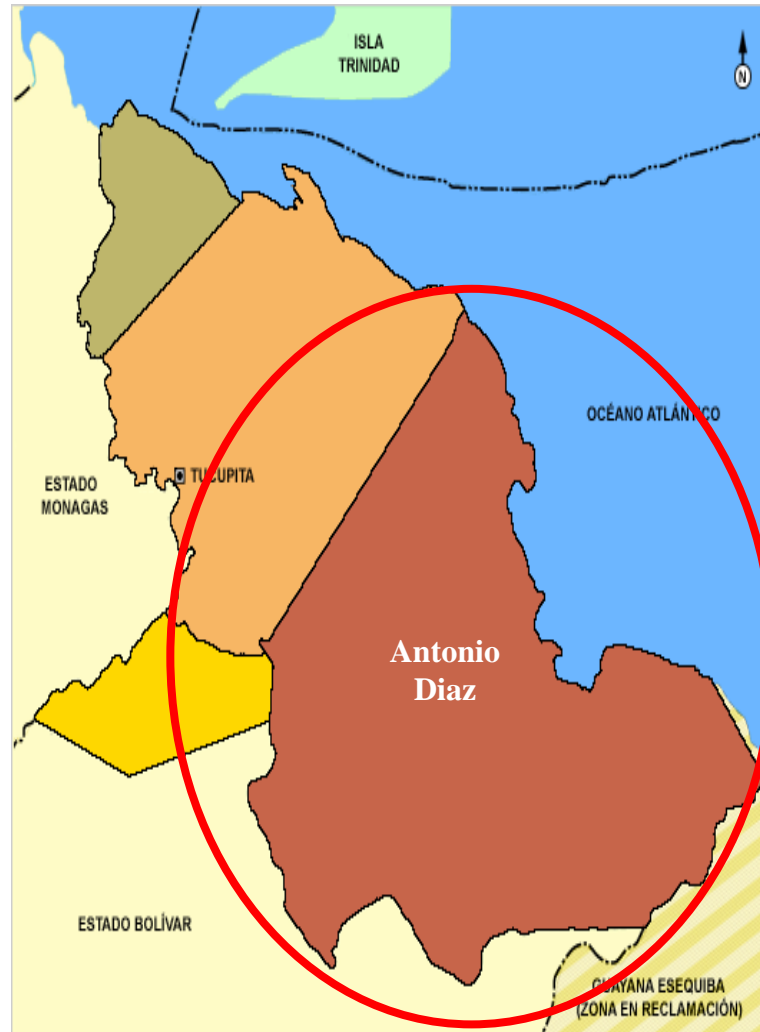 ISLA
TRINIDAD
N
OCÉANO ATLÁNTICO
TUCUPITA
ESTADO
MONAGAS
Antonio
Diaz
ESTADO BOLÍVAR
GUAYANA ESEQUIBA
(ZONA EN RECLAMACIÓN)